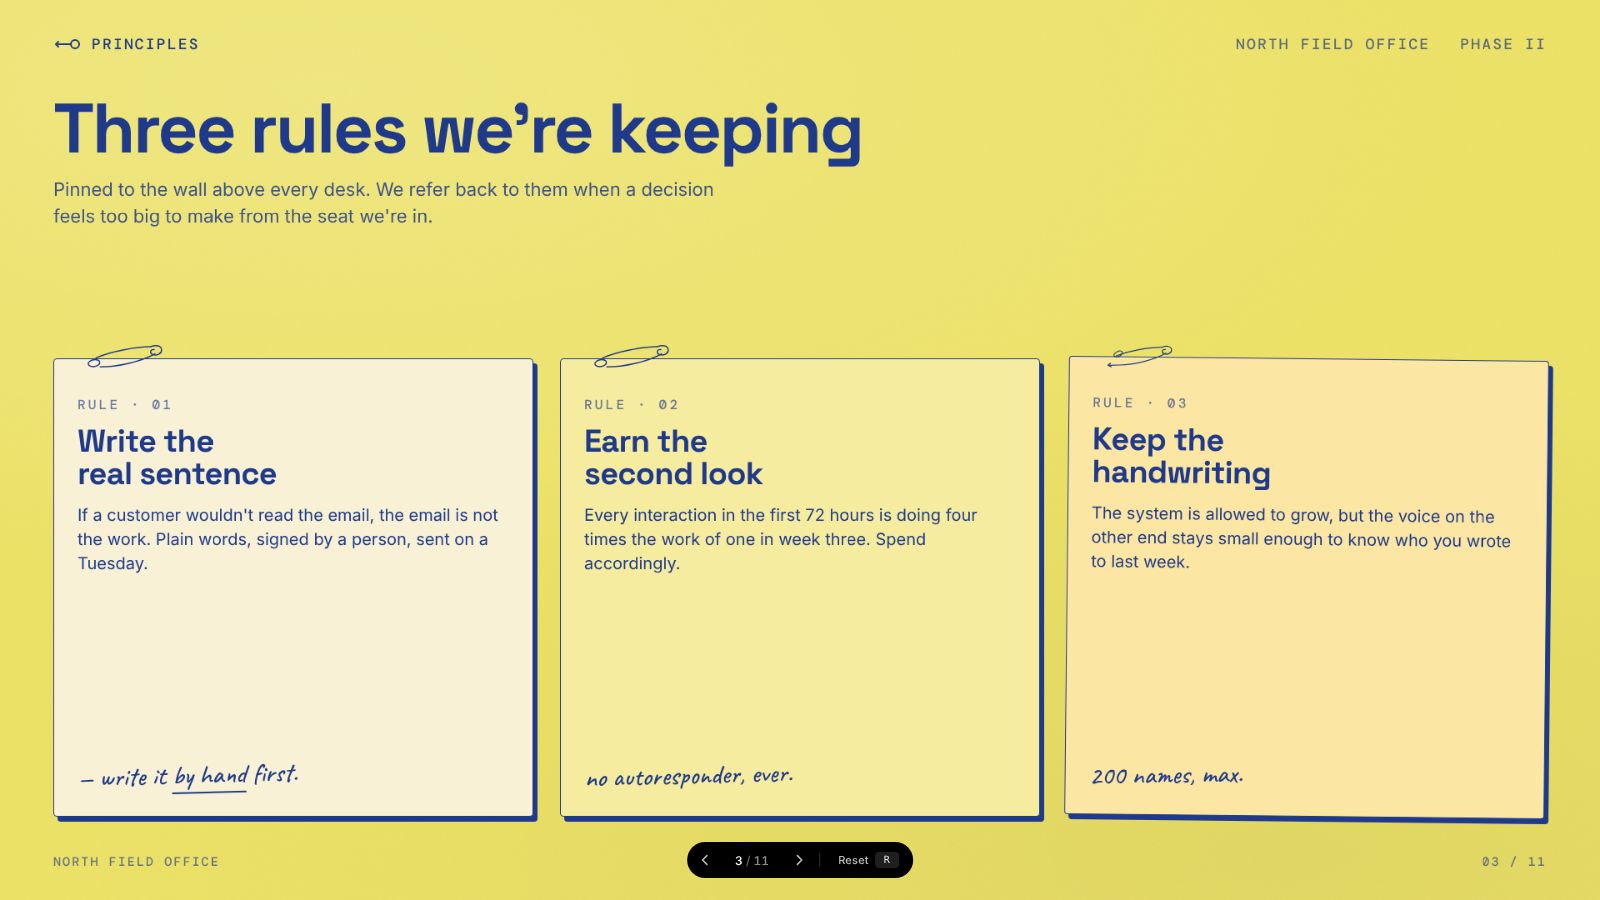 PRINCIPLES
NORTH FIELD OFFICE PHASE II
Three rules we’re keeping
Pinned to the wall above every desk. We refer back to them when a decision
feels too big to make from the seat we're in.
RULE · 01
Write the
real sentence
If a customer wouldn't read the email, the email is not
the work. Plain words, signed by a person, sent on a
Tuesday.
— write it by hand first.
RULE · 02
Earn the
second look
Every interaction in the first 72 hours is doing four
times the work of one in week three. Spend
accordingly.
no autoresponder, ever.
RULE · 03
Keep the
handwriting
The system is allowed to grow, but the voice on the
other end stays small enough to know who you wrote
to last week.
200 names, max.
NORTH FIELD OFFICE
3 / 11 Reset R
03 / 11